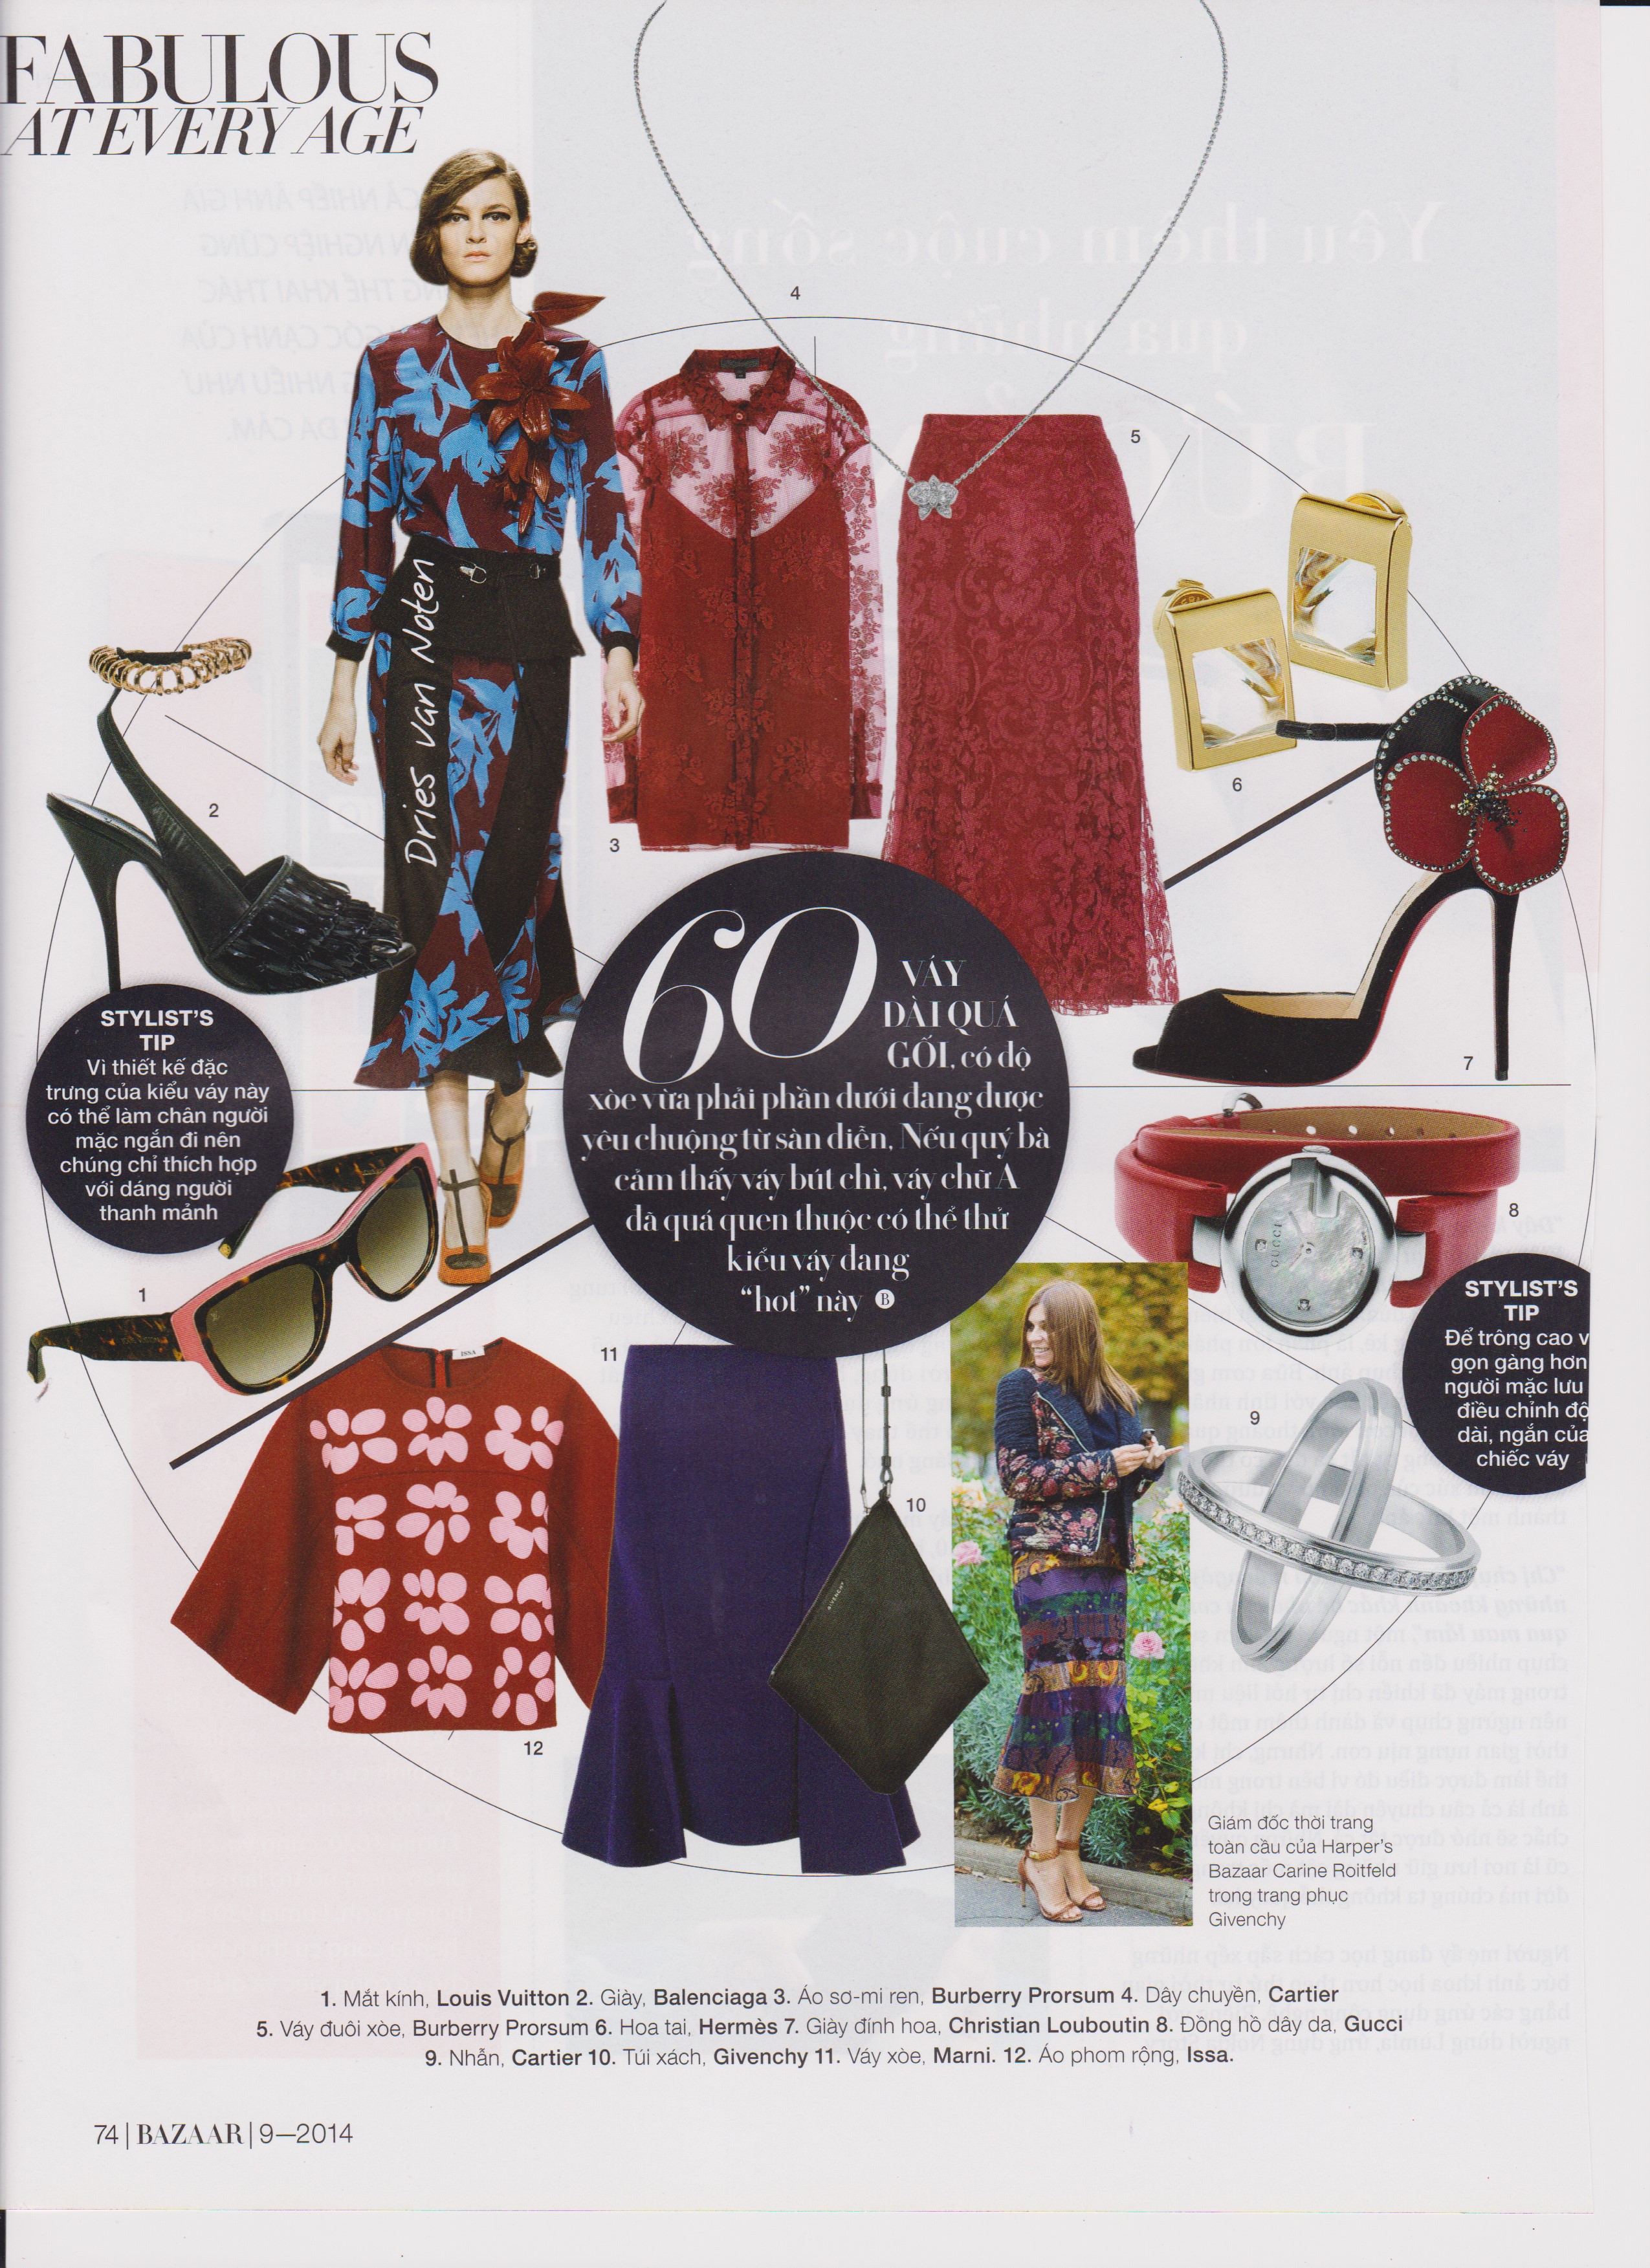 FABULOUS
AT EVERY AGE
Dries van Noten
4
5
2
3
6
7
STYLIST'S
TIP
Vì thiết kế đặc
trưng của kiểu váy này
có thể làm chân người
mặc ngắn đi nên
chúng chỉ thích hợp
với dáng người
thanh mảnh
60 VÁY
DÀI QUÁ
GỐI, có độ
xòe vừa phải phần dưới đang được
yêu chuộng từ sàn diễn. Nếu quý bà
cảm thấy váy bút chì, váy chữ A
đã quá quen thuộc có thể thử
kiểu váy đang
“hot” này B
1
8
GUCCI
STYLIST'S
TIP
Để trông cao v
gọn gàng hơn
người mặc lưu
điều chỉnh độ
dài, ngắn của
chiếc váy
ISSA
11
9
10
GIVENCHY
12
Giám đốc thời trang
toàn cầu của Harper's
Bazaar Carine Roitfeld
trong trang phục
Givenchy
1. Mắt kính, Louis Vuitton 2. Giày, Balenciaga 3. Áo sơ-mi ren, Burberry Prorsum 4. Dây chuyền, Cartier
5. Váy đuôi xòe, Burberry Prorsum 6. Hoa tai, Hermès 7. Giày đính hoa, Christian Louboutin 8. Đồng hồ dây da, Gucci
9. Nhẫn, Cartier 10. Túi xách, Givenchy 11. Váy xòe, Marni. 12. Áo phom rộng, Issa.
74 | BAZAAR | 9—2014